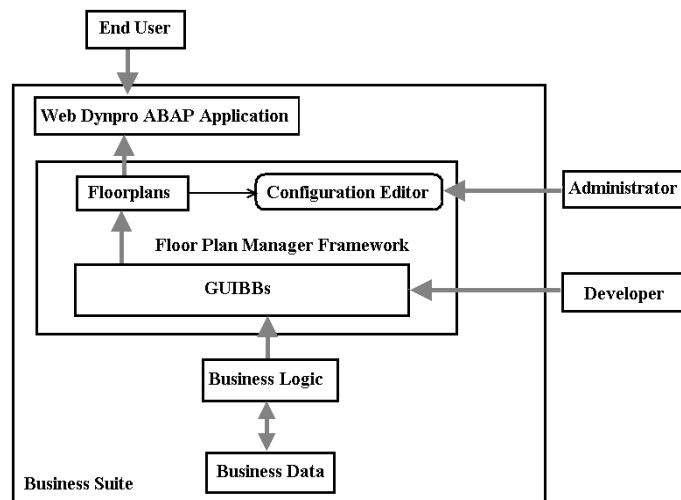 End User
Web Dynpro ABAP Application
Floorplans
Configuration Editor
Administrator
Floor Plan Manager Framework
GUIBBs
Developer
Business Logic
Business Data
Business Suite